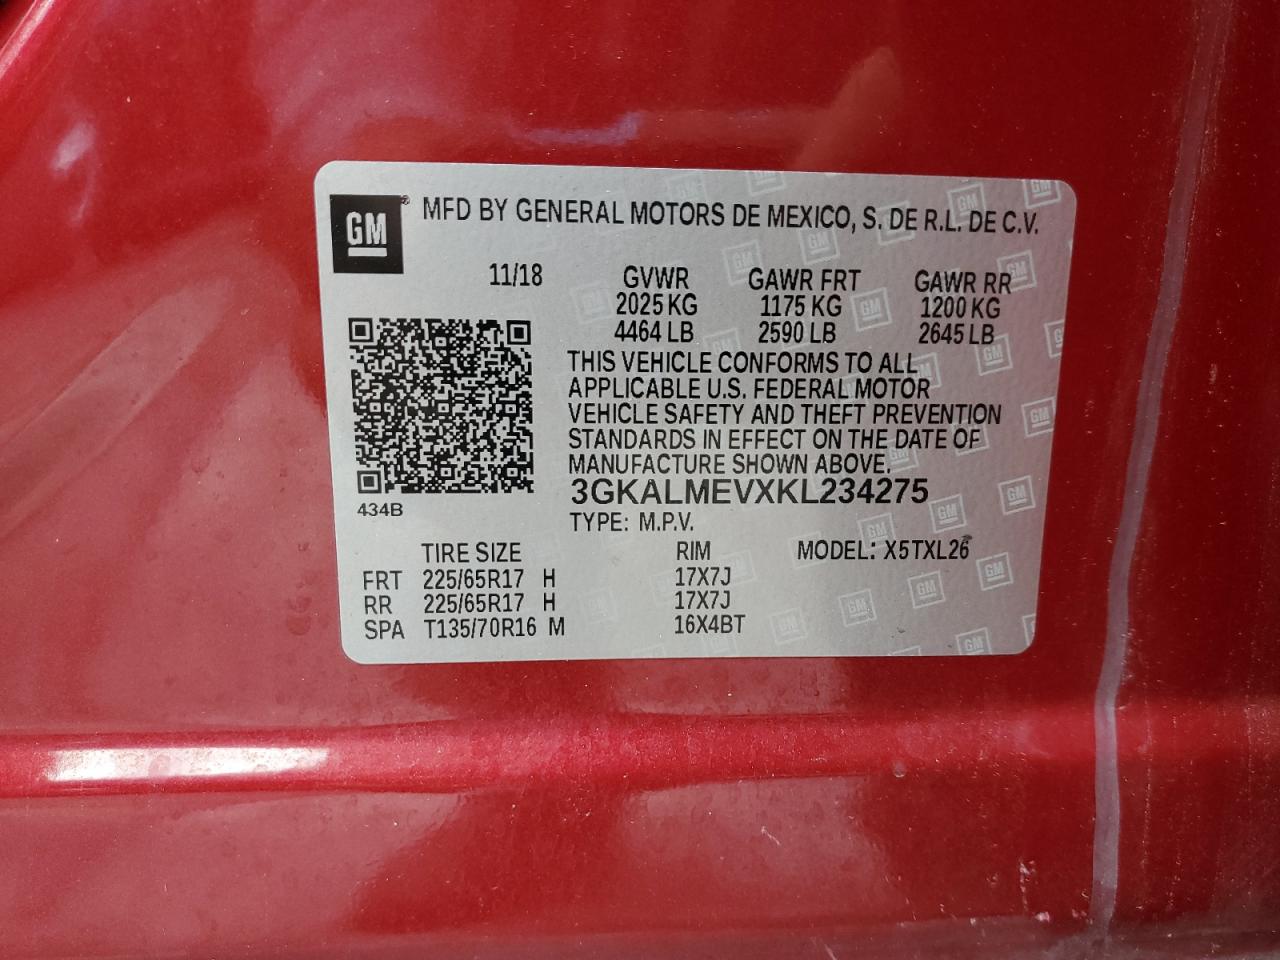 GM
MFD BY GENERAL MOTORS DE MEXICO, S. DE R.L. DE C.V.
11/18 GVWR GAWR FRT GAWR RR
2025 KG 1175 KG 1200 KG
4464 LB 2590 LB 2645 LB
THIS VEHICLE CONFORMS TO ALL
APPLICABLE U.S. FEDERAL MOTOR
VEHICLE SAFETY AND THEFT PREVENTION
STANDARDS IN EFFECT ON THE DATE OF
MANUFACTURE SHOWN ABOVE.
3GKALMEVXKL234275
434B
TYPE: M.P.V.
TIRE SIZE RIM MODEL: X5TXL26
FRT 225/65R17 H 17X7J
RR 225/65R17 H 17X7J
SPA T135/70R16 M 16X4BT